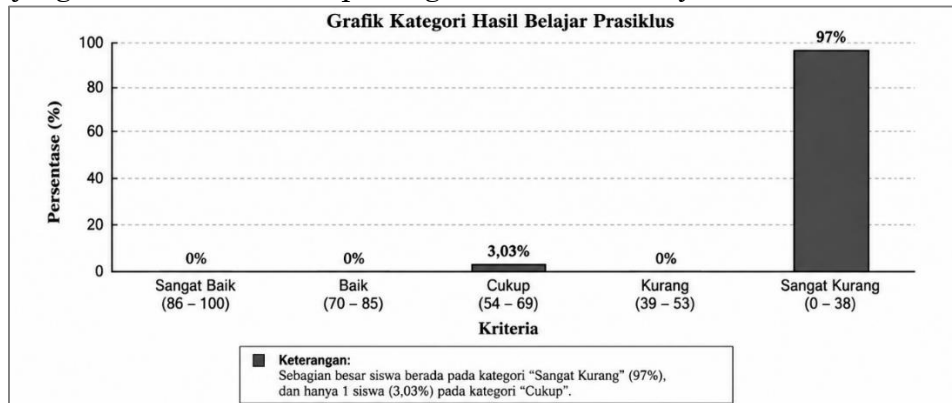 Grafik Kategori Hasil Belajar Prasiklus
97%
100
80
60
40
20
0
Persentase (%)
0%
0%
3,03%
0%
Sangat Baik
(86 – 100)
Baik
(70 – 85)
Cukup
(54 – 69)
Kurang
(39 – 53)
Sangat Kurang
(0 – 38)
Kriteria
Keterangan:
Sebagian besar siswa berada pada kategori “Sangat Kurang” (97%),
dan hanya 1 siswa (3,03%) pada kategori “Cukup”.